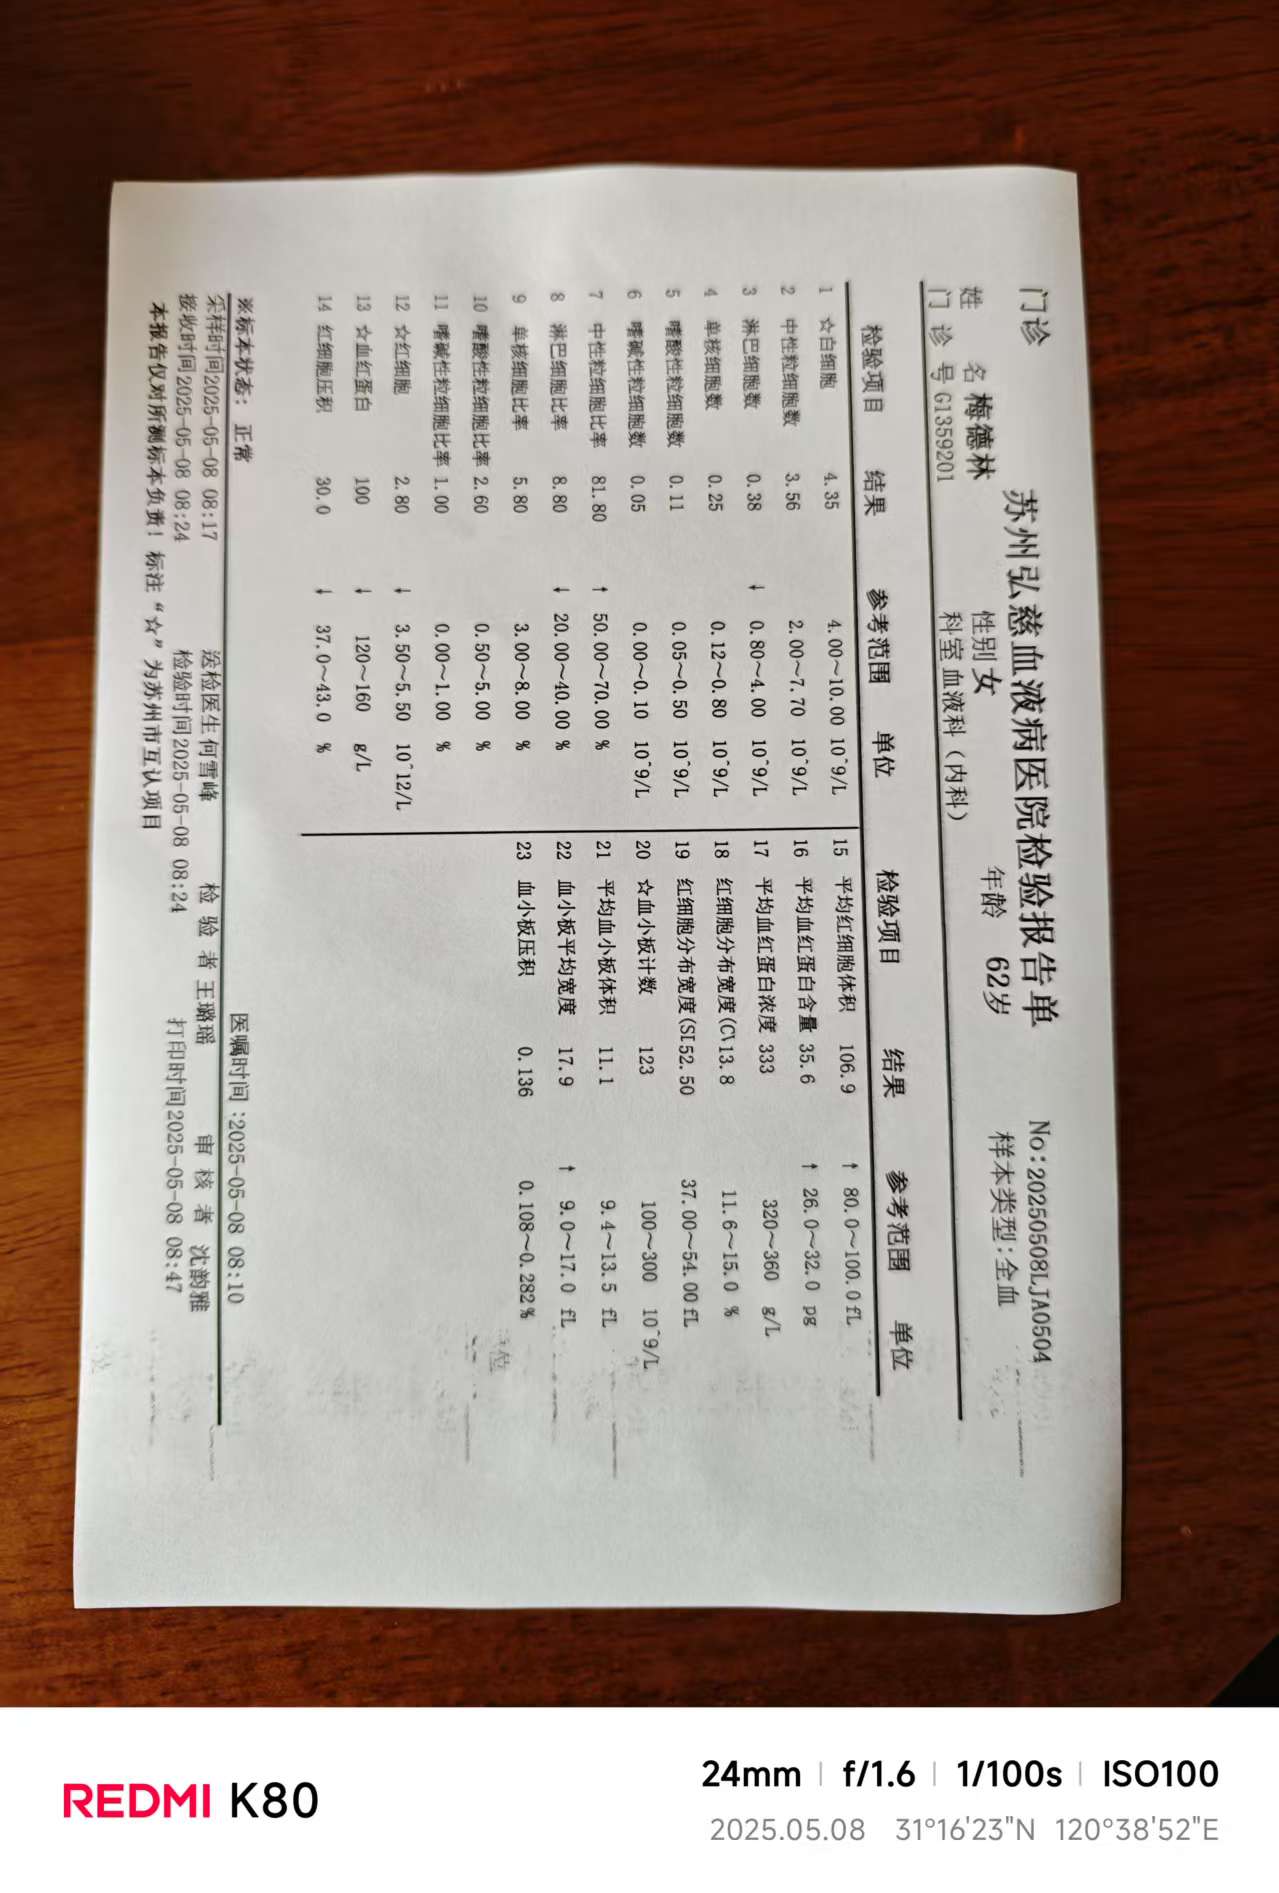 门诊
苏州弘慈血液病医院检验报告单
No:20250508LJA0504
姓 名 梅德林
性别 女
年龄 62岁
样本类型:全血
门 诊 号 G1359201
科室 血液科(内科)
检验项目 结果 参考范围 单位
1 ☆白细胞 4.35 4.00~10.00 10^9/L
2 中性粒细胞数 3.56 2.00~7.70 10^9/L
3 淋巴细胞数 0.38 ↓ 0.80~4.00 10^9/L
4 单核细胞数 0.25 0.12~0.80 10^9/L
5 嗜酸性粒细胞数 0.11 0.05~0.50 10^9/L
6 嗜碱性粒细胞数 0.05 0.00~0.10 10^9/L
7 中性粒细胞比率 81.80 ↑ 50.00~70.00 %
8 淋巴细胞比率 8.80 ↓ 20.00~40.00 %
9 单核细胞比率 5.80 3.00~8.00 %
10 嗜酸性粒细胞比率 2.60 0.50~5.00 %
11 嗜碱性粒细胞比率 1.00 0.00~1.00 %
12 ☆红细胞 2.80 ↓ 3.50~5.50 10^12/L
13 ☆血红蛋白 100 ↓ 120~160 g/L
14 红细胞压积 30.0 ↓ 37.0~43.0 %
检验项目 结果 参考范围 单位
15 平均红细胞体积 106.9 ↑ 80.0~100.0 fL
16 平均血红蛋白含量 35.6 ↑ 26.0~32.0 pg
17 平均血红蛋白浓度 333 320~360 g/L
18 红细胞分布宽度(CV 13.8 11.6~15.0 %
19 红细胞分布宽度(SD 52.50 37.00~54.00 fL
20 ☆血小板计数 123 100~300 10^9/L
21 平均血小板体积 11.1 9.4~13.5 fL
22 血小板平均宽度 17.9 ↑ 9.0~17.0 fL
23 血小板压积 0.136 0.108~0.282 %
※标本状态: 正常
医嘱时间:2025-05-08 08:10
采样时间2025-05-08 08:17
送检医生 何雪峰
检 验 者 王璐瑶
审 核 者 沈韵雅
接收时间2025-05-08 08:24
检验时间2025-05-08 08:24
打印时间2025-05-08 08:47
本报告仅对所测标本负责! 标注“☆”为苏州市互认项目
REDMI K80
24mm | f/1.6 | 1/100s | ISO100
2025.05.08 31°16'23"N 120°38'52"E